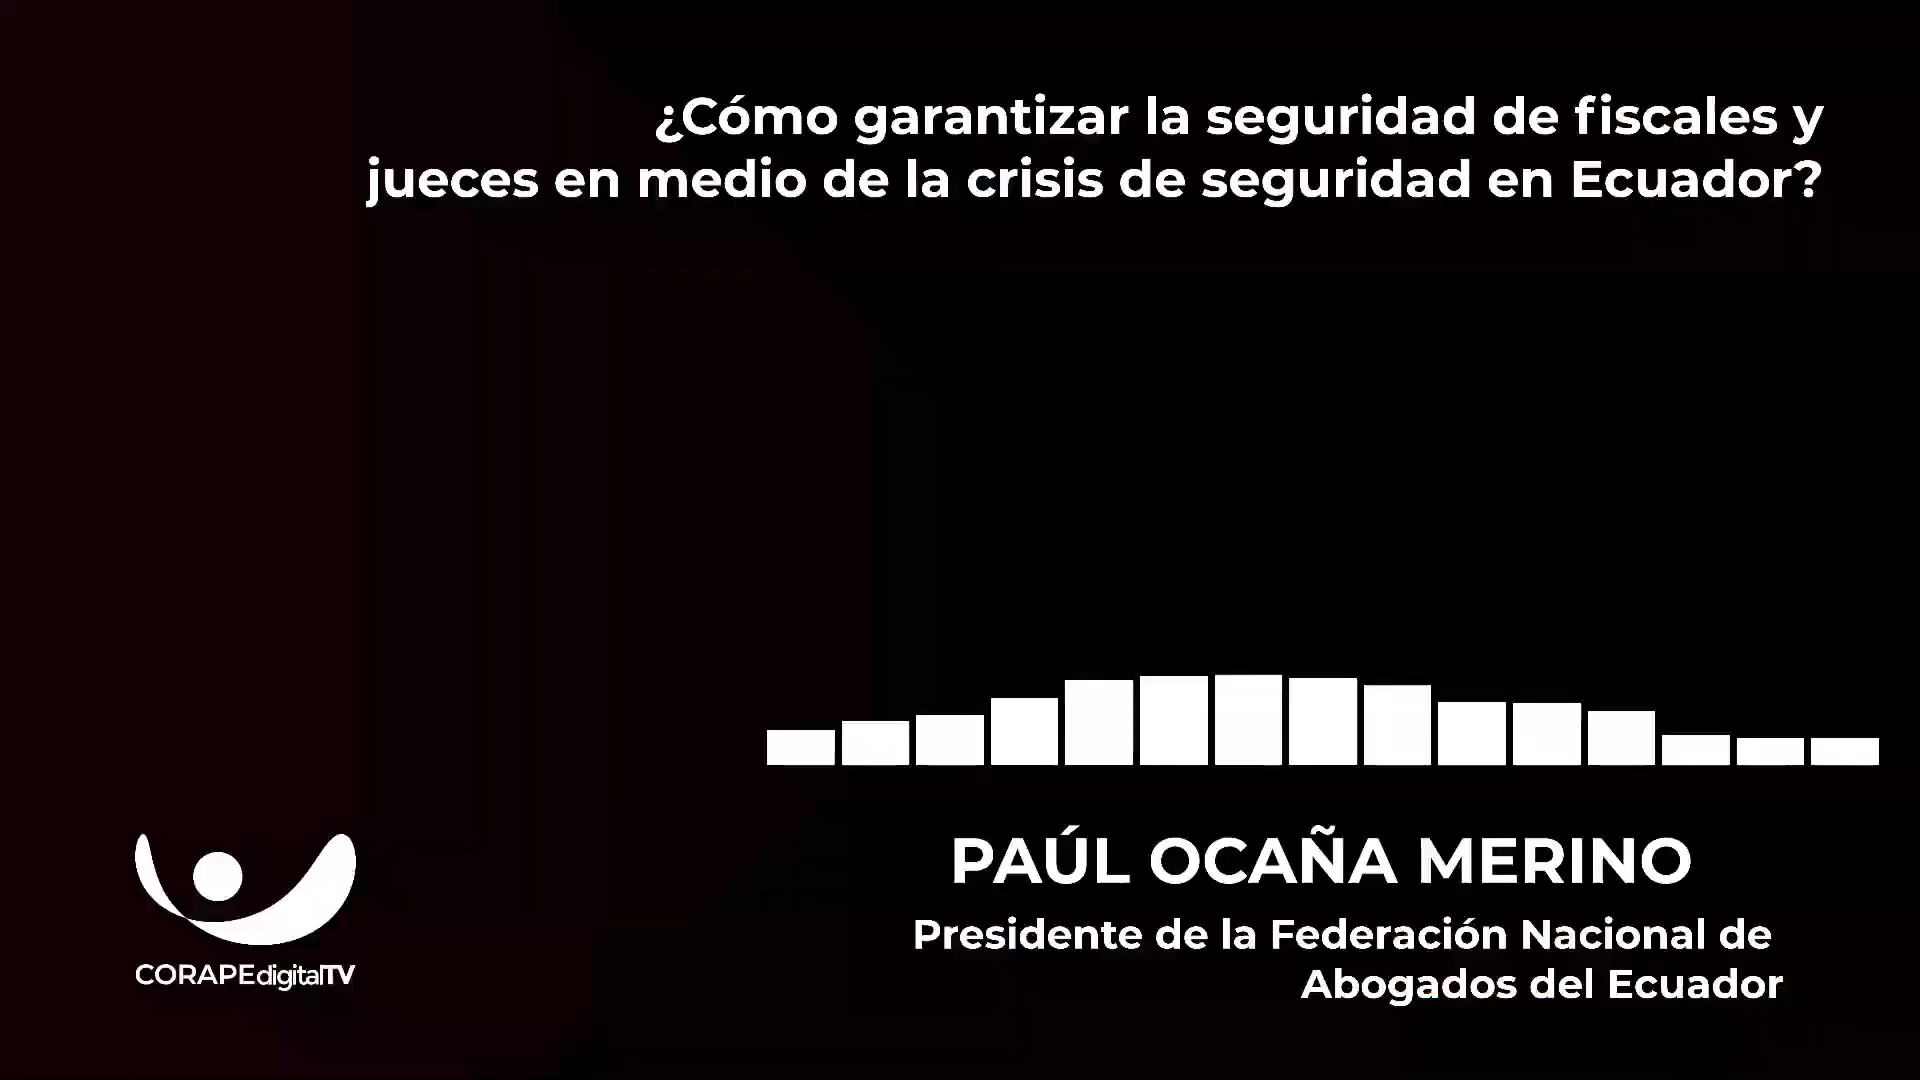 ¿Cómo garantizar la seguridad de fiscales y
jueces en medio de la crisis de seguridad en Ecuador?
PAÚL OCAÑA MERINO
Presidente de la Federación Nacional de
Abogados del Ecuador
CORAPEdigitalTV